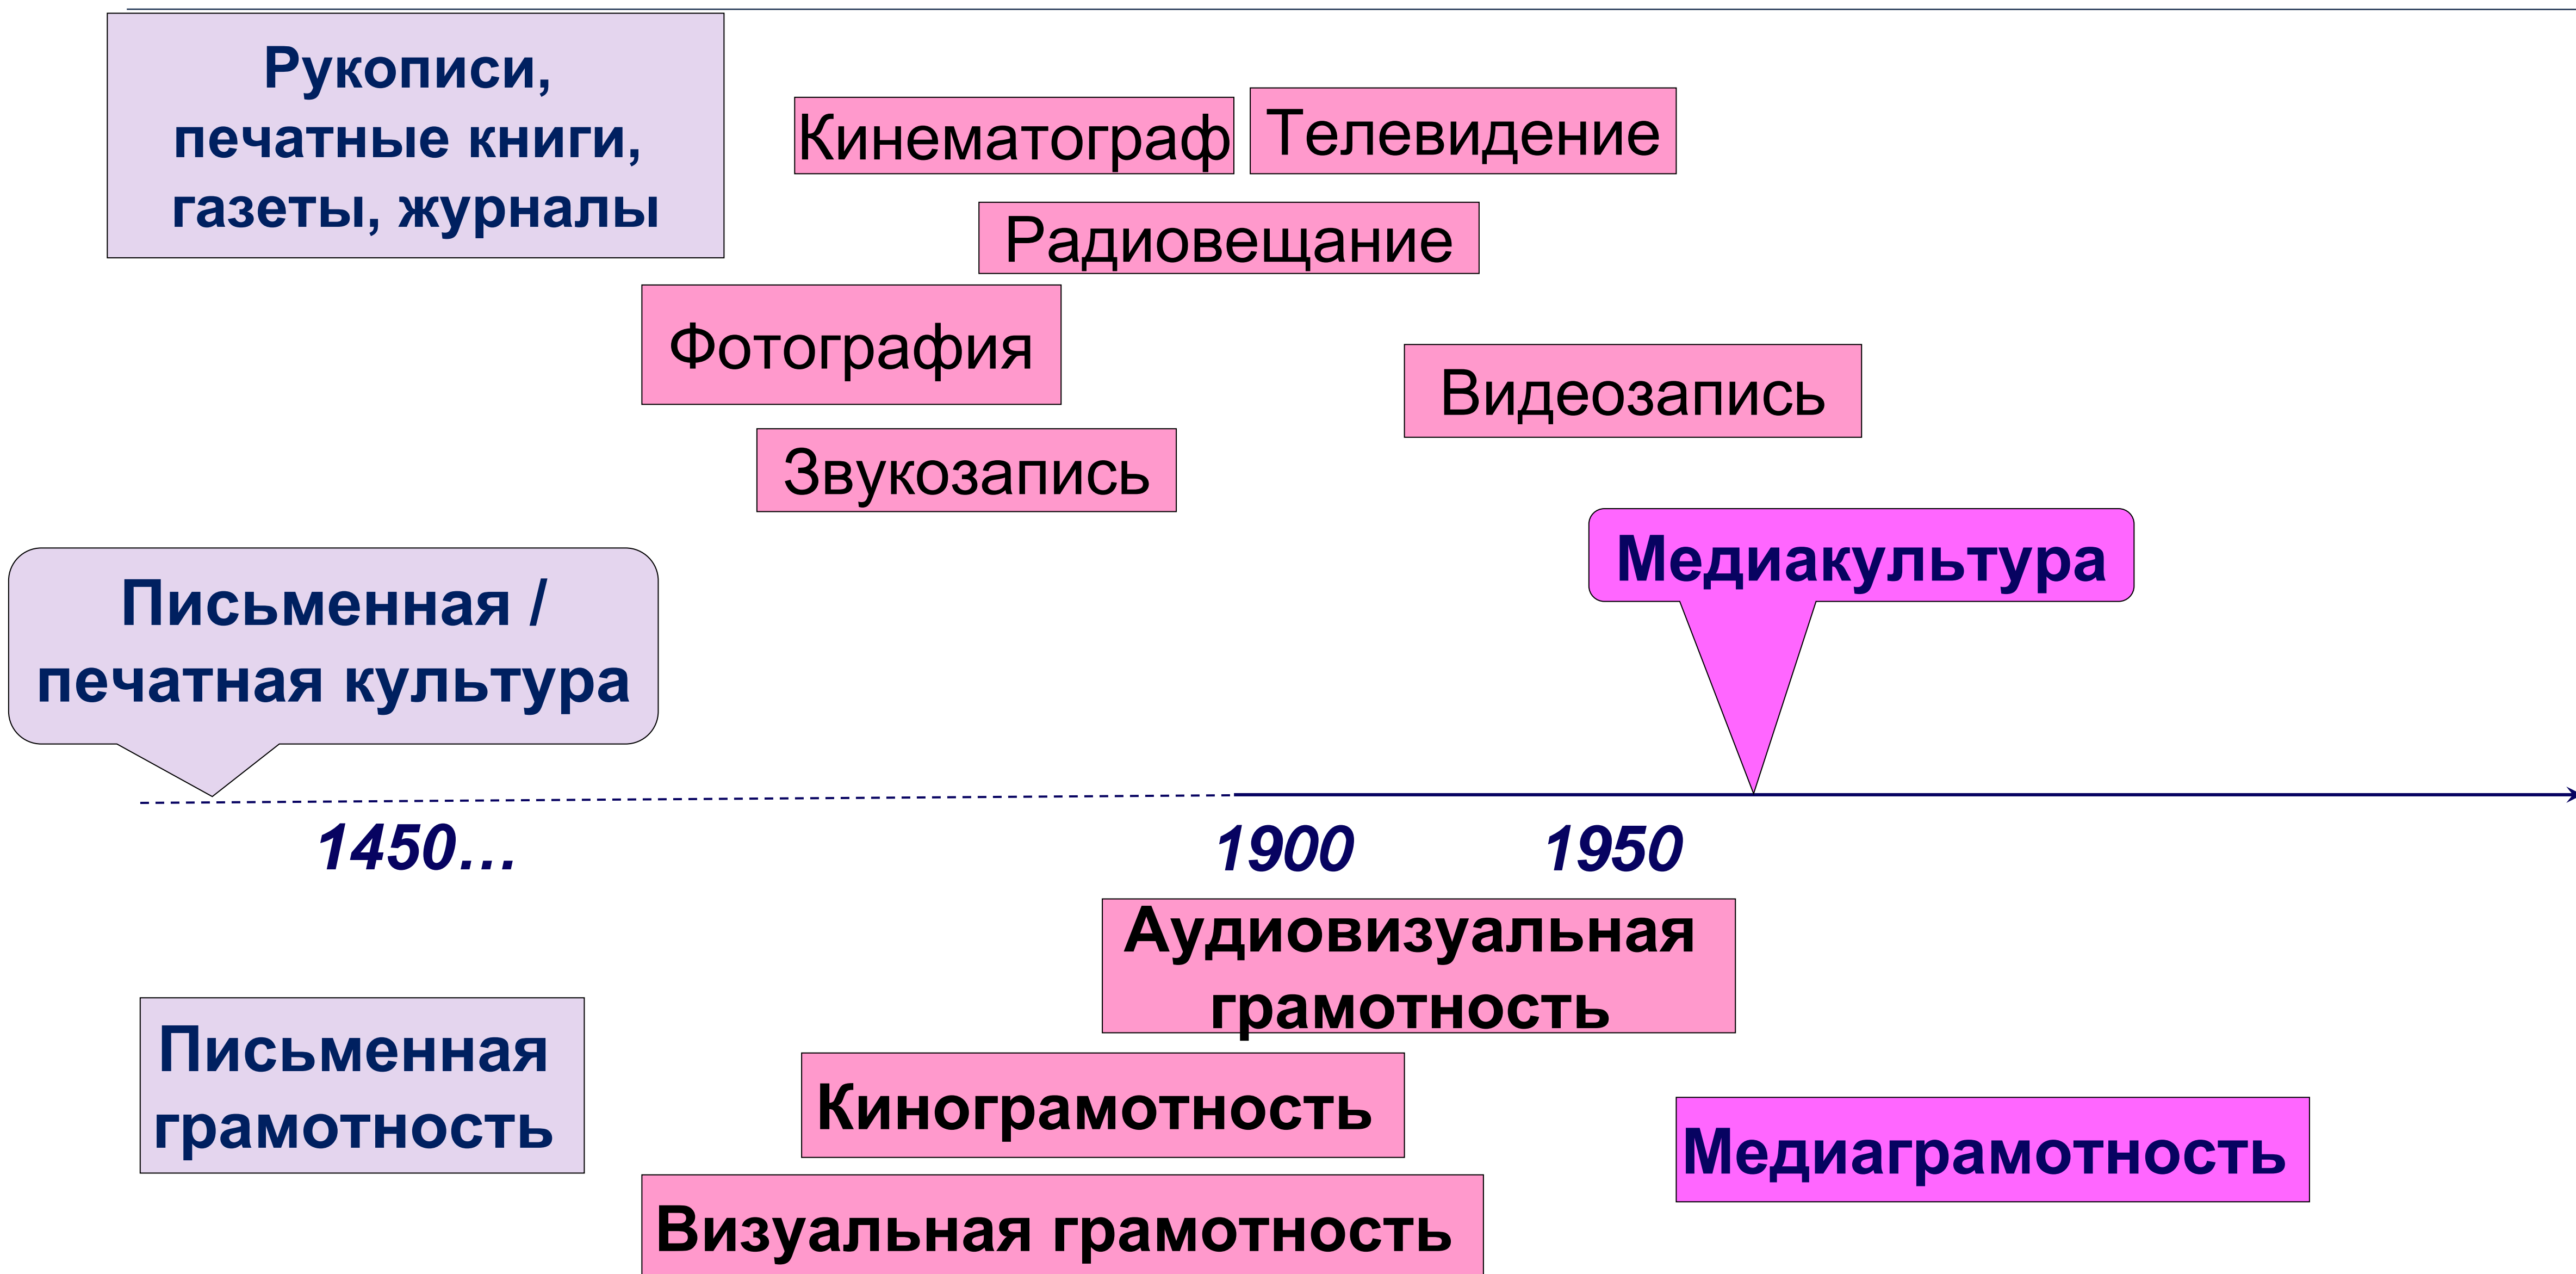 Рукописи,
печатные книги,
газеты, журналы
Кинематограф
Телевидение
Радиовещание
Фотография
Видеозапись
Звукозапись
Медиакультура
Письменная /
печатная культура
1450…
1900
1950
Аудиовизуальная
грамотность
Письменная
грамотность
Кинограмотность
Медиаграмотность
Визуальная грамотность